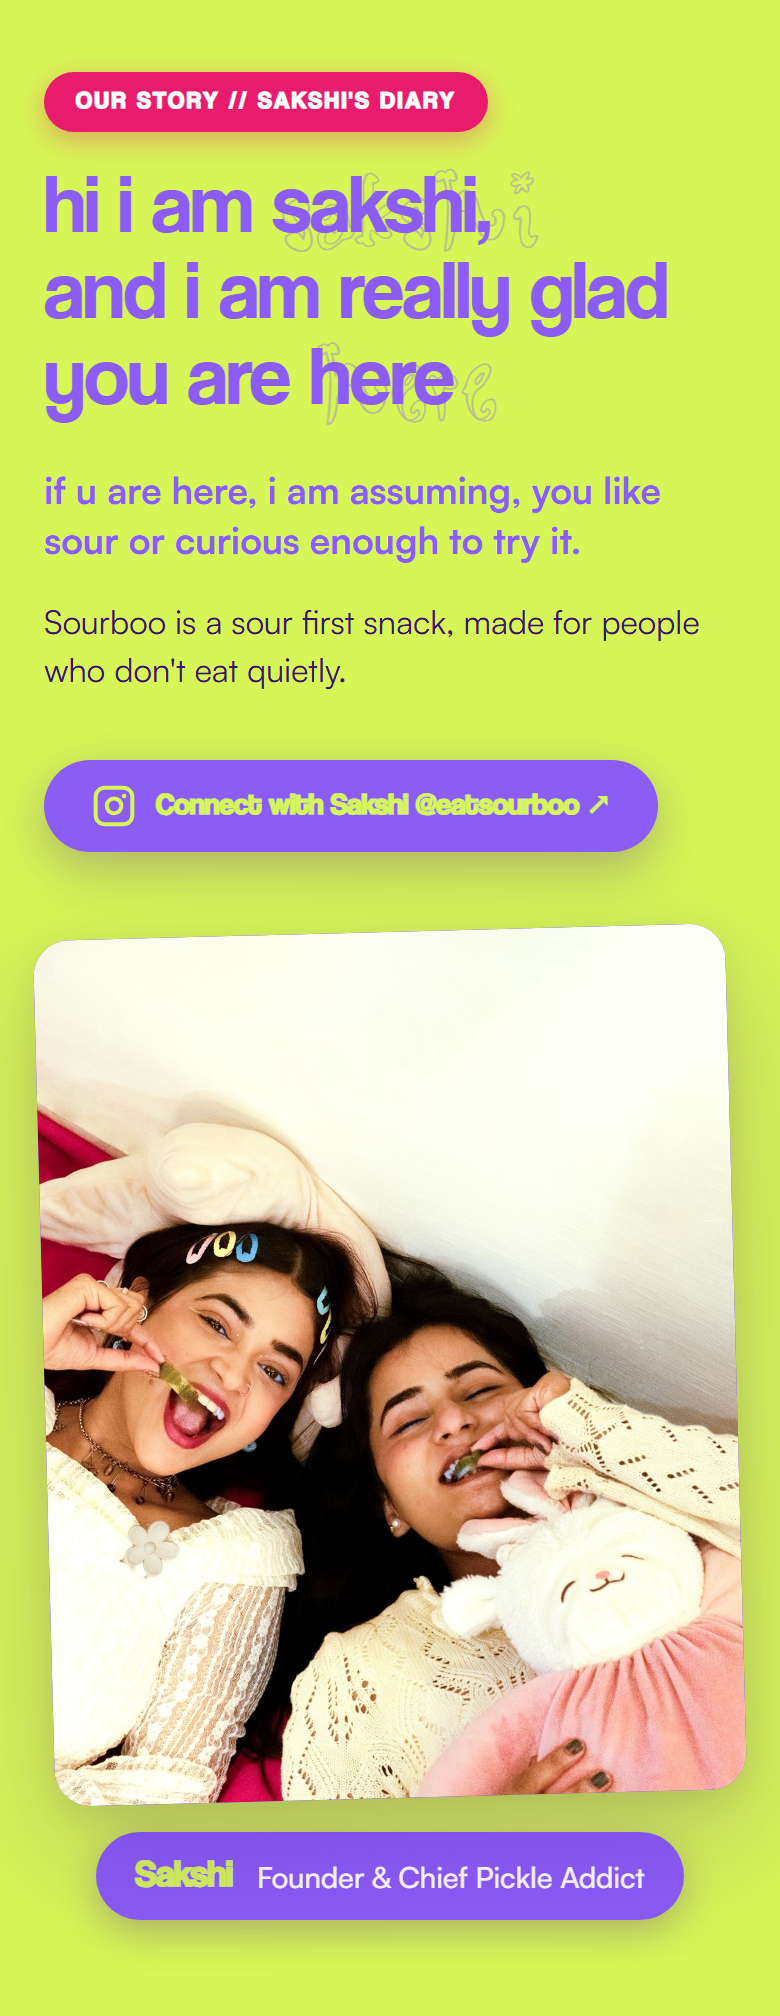 OUR STORY // SAKSHI'S DIARY
hi i am sakshi,
sakshi
and i am really glad
you are here
here
if u are here, i am assuming, you like
sour or curious enough to try it.
Sourboo is a sour first snack, made for people
who don't eat quietly.
Connect with Sakshi @eatsourboo ↗
Sakshi Founder & Chief Pickle Addict